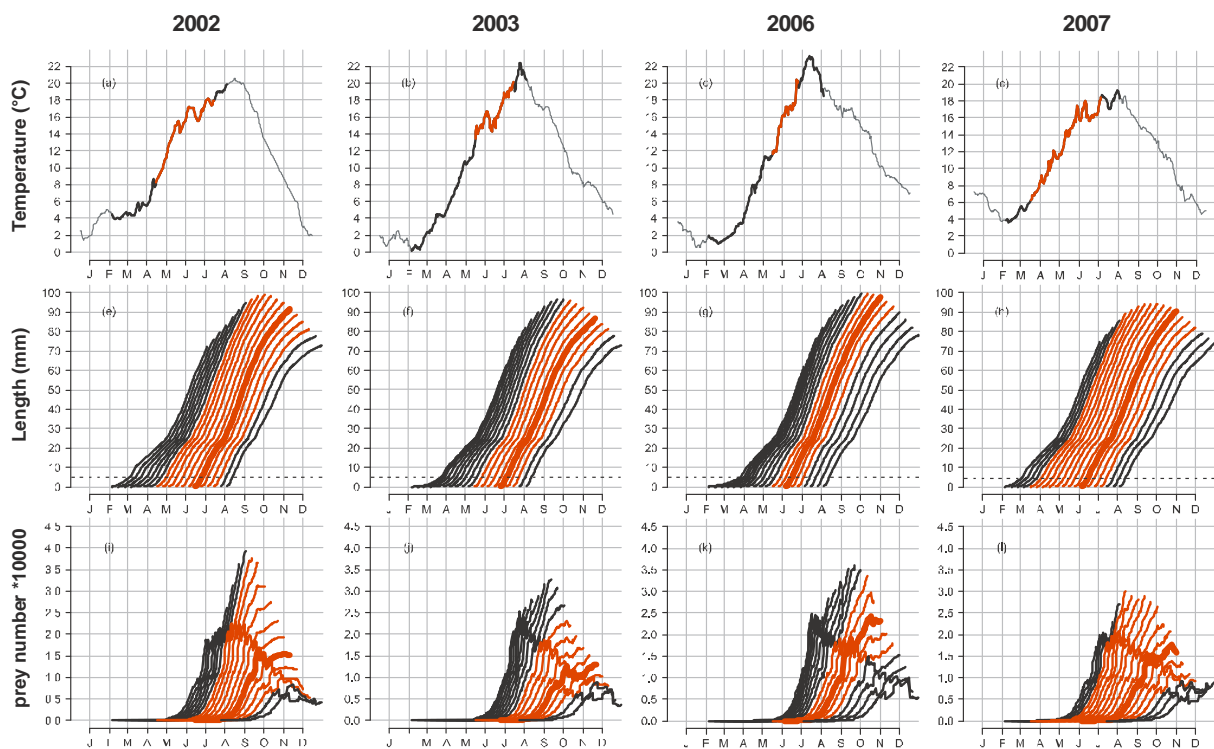 2002 2003 2006 2007
Temperature (°C)
22 20 18 16 14 12 10 8 6 4 2 0
(a) (b) (c)
J F M A M J J A S O N D
Length (mm)
100 90 80 70 60 50 40 30 20 10 0
(e) (f) (g) (h)
J F M A M J J A S O N D
prey number *10000
4.5 4.0 3.5 3.0 2.5 2.0 1.5 1.0 0.5 0.0
(i) (j) (k) (l)
J F M A M J J A S O N D